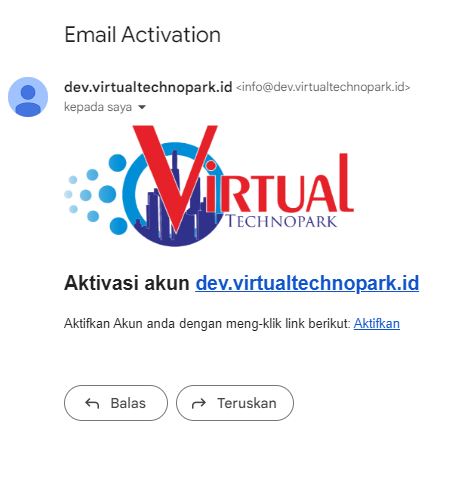 Email Activation
dev.virtualtechnopark.id <info@dev.virtualtechnopark.id>
kepada saya
VIRTUAL
TECHNOPARK
Aktivasi akun dev.virtualtechnopark.id
Aktifkan Akun anda dengan meng-klik link berikut: Aktifkan
Balas Teruskan